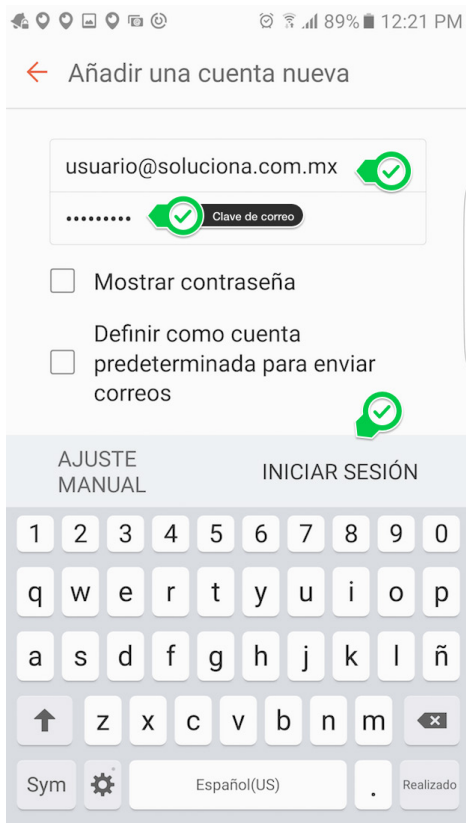 89% 12:21 PM
Añadir una cuenta nueva
usuario@soluciona.com.mx
••••••••• Clave de correo
Mostrar contraseña
Definir como cuenta
predeterminada para enviar
correos
AJUSTE
MANUAL
INICIAR SESIÓN
1 2 3 4 5 6 7 8 9 0
q w e r t y u i o p
a s d f g h j k l ñ
z x c v b n m
Sym Español(US) . Realizado